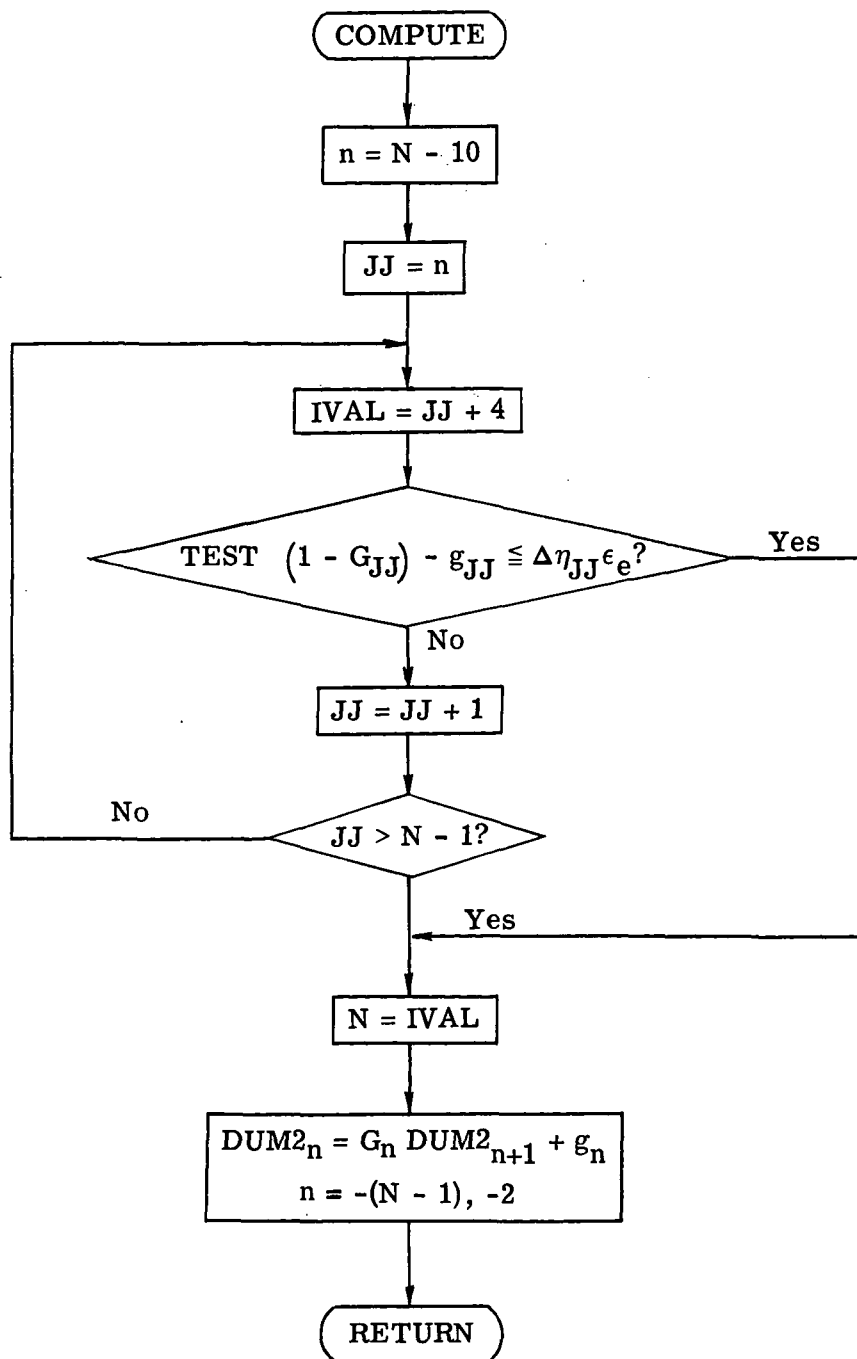 COMPUTE
n = N - 10
JJ = n
IVAL = JJ + 4
TEST (1 - G_JJ) - g_JJ ≦ Δη_JJ ϵ_e?
Yes
No
JJ = JJ + 1
No
JJ > N - 1?
Yes
N = IVAL
DUM2_n = G_n DUM2_n+1 + g_n
n = -(N - 1), -2
RETURN